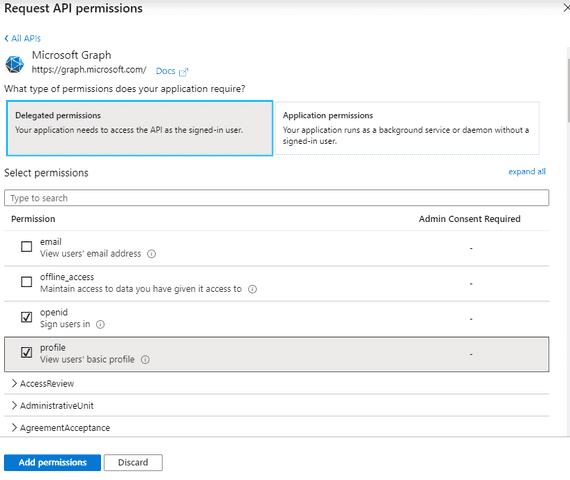 Request API permissions
All APIs
Microsoft Graph
https://graph.microsoft.com/ Docs
What type of permissions does your application require?
Delegated permissions
Your application needs to access the API as the signed-in user.
Application permissions
Your application runs as a background service or daemon without a
signed-in user.
Select permissions
expand all
Type to search
Permission
Admin Consent Required
email
View users' email address
-
offline_access
Maintain access to data you have given it access to
-
openid
Sign users in
-
profile
View users' basic profile
-
AccessReview
AdministrativeUnit
AgreementAcceptance
Add permissions
Discard